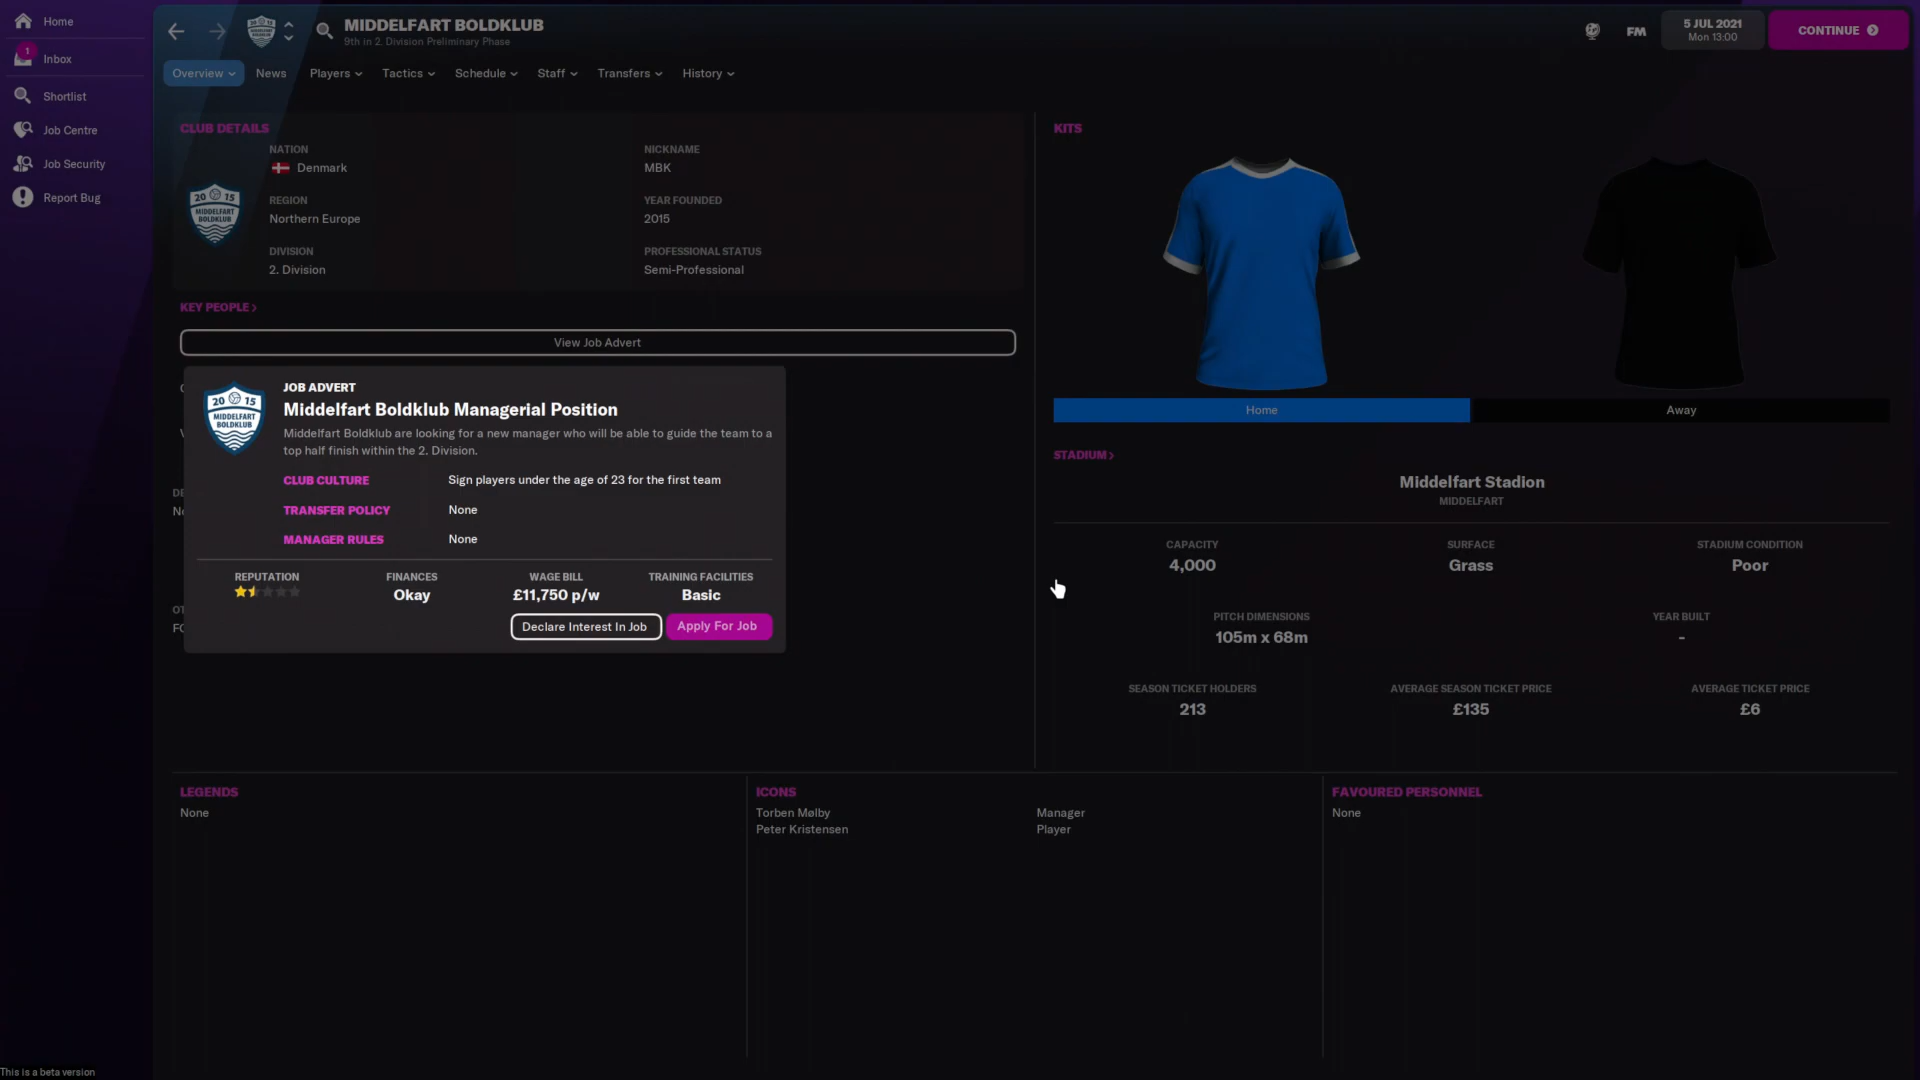 Home
1
Inbox
Shortlist
Job Centre
Job Security
Report Bug
MIDDELFART BOLDKLUB
9th in 2. Division Preliminary Phase
FM
5 JUL 2021
Mon 13:00
CONTINUE
Overview
News
Players
Tactics
Schedule
Staff
Transfers
History
CLUB DETAILS
20 15
MIDDELFART
BOLDKLUB
NATION
Denmark
REGION
Northern Europe
DIVISION
2. Division
NICKNAME
MBK
YEAR FOUNDED
2015
PROFESSIONAL STATUS
Semi-Professional
KEY PEOPLE >
View Job Advert
20 15
MIDDELFART
BOLDKLUB
JOB ADVERT
Middelfart Boldklub Managerial Position
Middelfart Boldklub are looking for a new manager who will be able to guide the team to a
top half finish within the 2. Division.
CLUB CULTURE
Sign players under the age of 23 for the first team
TRANSFER POLICY
None
MANAGER RULES
None
REPUTATION
FINANCES
Okay
WAGE BILL
£11,750 p/w
TRAINING FACILITIES
Basic
Declare Interest In Job
Apply For Job
KITS
Home
Away
STADIUM >
Middelfart Stadion
MIDDELFART
CAPACITY
4,000
SURFACE
Grass
STADIUM CONDITION
Poor
PITCH DIMENSIONS
105m x 68m
YEAR BUILT
-
SEASON TICKET HOLDERS
213
AVERAGE SEASON TICKET PRICE
£135
AVERAGE TICKET PRICE
£6
LEGENDS
None
ICONS
Torben Mølby
Manager
Peter Kristensen
Player
FAVOURED PERSONNEL
None
This is a beta version